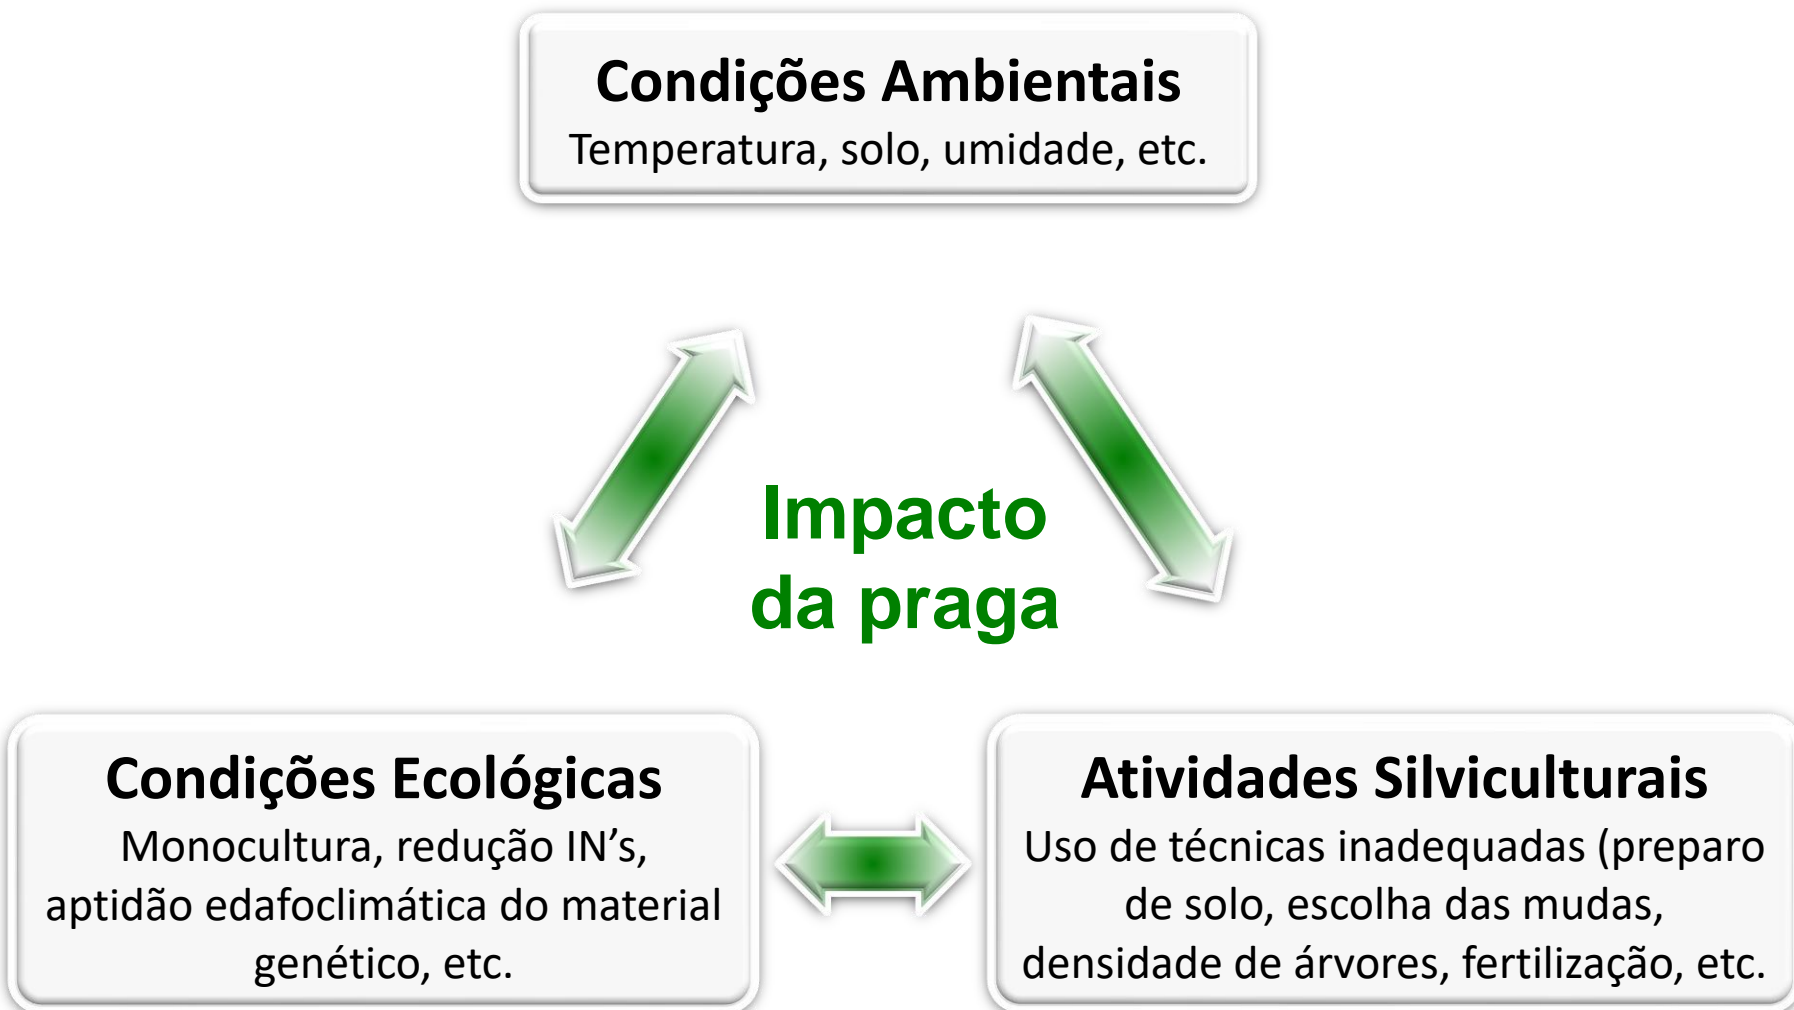 Condições Ambientais
Temperatura, solo, umidade, etc.
Impacto
da praga
Condições Ecológicas
Monocultura, redução IN’s,
aptidão edafoclimática do material
genético, etc.
Atividades Silviculturais
Uso de técnicas inadequadas (preparo
de solo, escolha das mudas,
densidade de árvores, fertilização, etc.